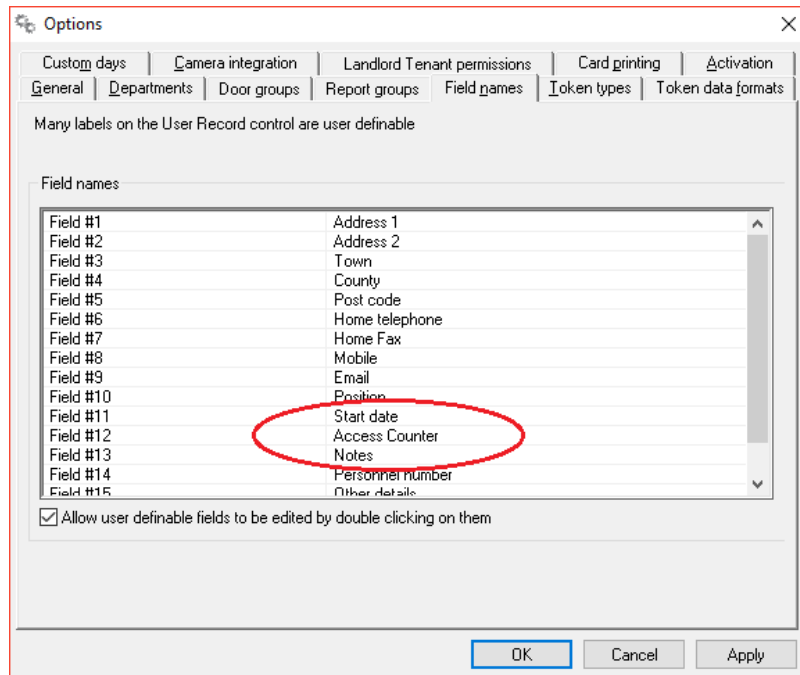 Options
Custom days Camera integration Landlord Tenant permissions Card printing Activation
General Departments Door groups Report groups Field names Token types Token data formats
Many labels on the User Record control are user definable
Field names
Field #1 Address 1
Field #2 Address 2
Field #3 Town
Field #4 County
Field #5 Post code
Field #6 Home telephone
Field #7 Home Fax
Field #8 Mobile
Field #9 Email
Field #10 Position
Field #11 Start date
Field #12 Access Counter
Field #13 Notes
Field #14 Personnel number
Field #15 Other details
Allow user definable fields to be edited by double clicking on them
OK Cancel Apply